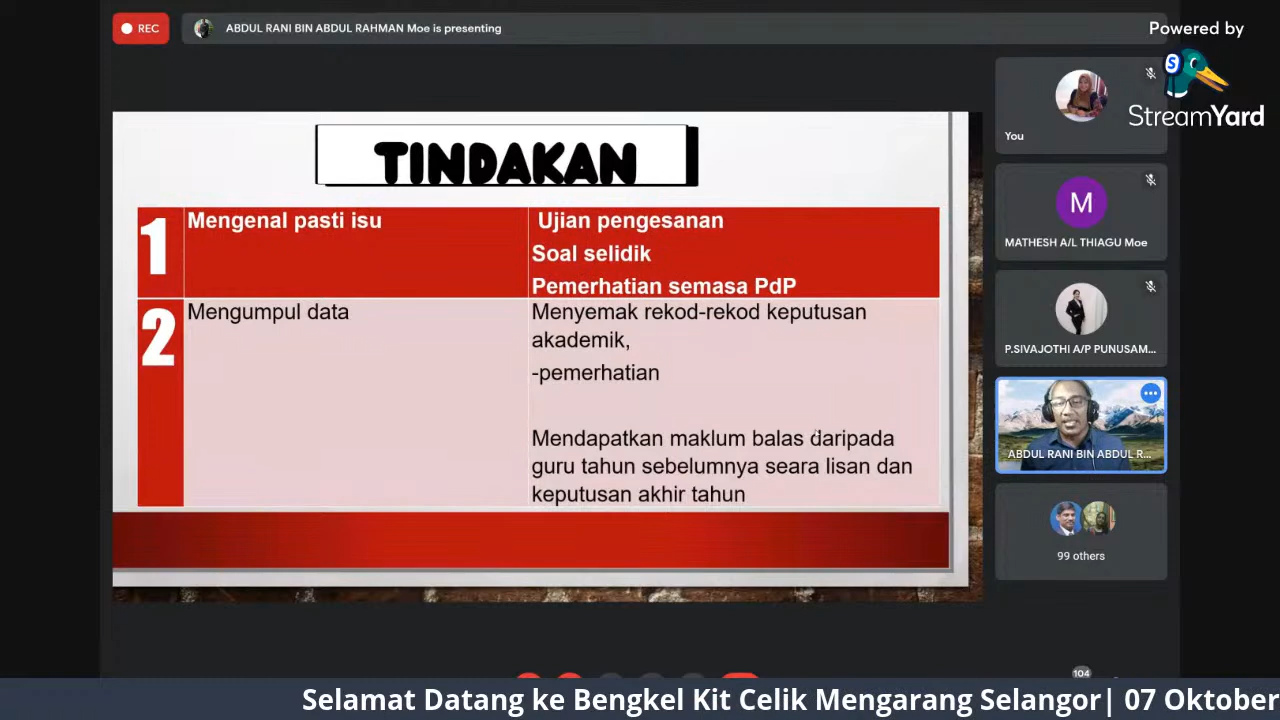 REC
ABDUL RANI BIN ABDUL RAHMAN Moe is presenting
Powered by
StreamYard
You
M
MATHESH A/L THIAGU Moe
P.SIVAJOTHI A/P PUNUSAM...
ABDUL RANI BIN ABDUL R...
99 others
TINDAKAN
1
Mengenal pasti isu
Ujian pengesanan
Soal selidik
Pemerhatian semasa PdP
2
Mengumpul data
Menyemak rekod-rekod keputusan
akademik,
-pemerhatian
Mendapatkan maklum balas daripada
guru tahun sebelumnya seara lisan dan
keputusan akhir tahun
104
Selamat Datang ke Bengkel Kit Celik Mengarang Selangor| 07 Oktober